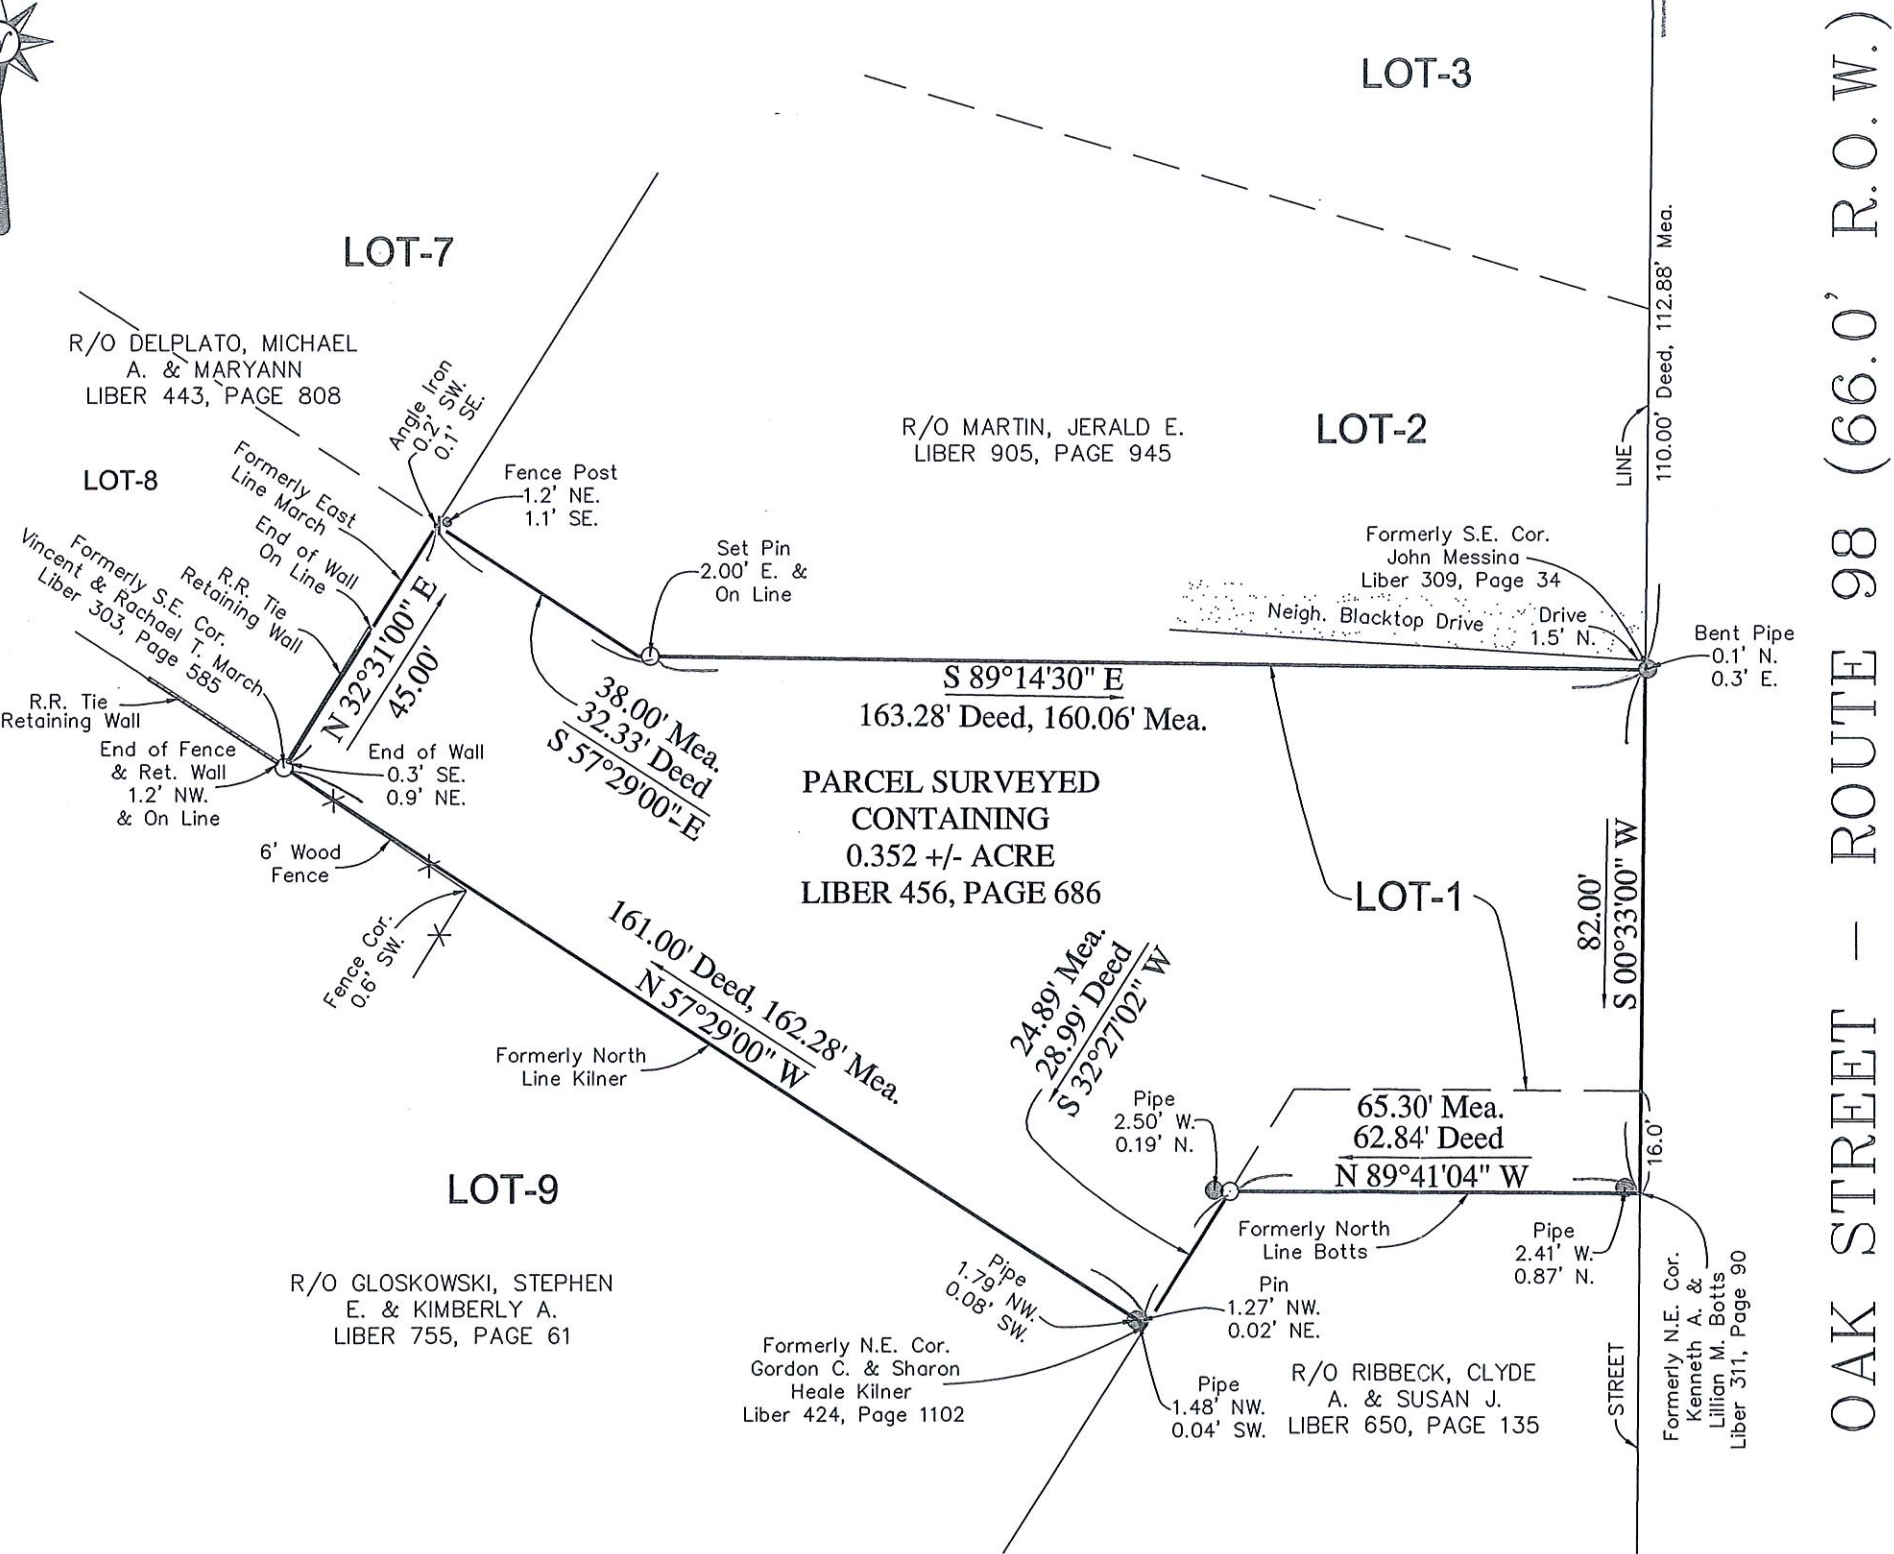 LOT-3
OAK STREET — ROUTE 98 (66.0' R.O.W.)
110.00' Deed, 112.88' Mea.
LOT-7
R/O DELPLATO, MICHAEL
A. & MARYANN
LIBER 443, PAGE 808
Angle Iron
0.2' SW.
0.1' SE.
R/O MARTIN, JERALD E.
LIBER 905, PAGE 945
LOT-2
LINE
LOT-8
Formerly East
Line March
End of Wall
On Line
R.R. Tie
Retaining Wall
Formerly S.E. Cor.
Vincent & Rachael T. March
Liber 303, Page 585
Fence Post
1.2' NE.
1.1' SE.
Set Pin
2.00' E. &
On Line
Formerly S.E. Cor.
John Messina
Liber 309, Page 34
Neigh. Blacktop Drive
Drive
1.5' N.
Bent Pipe
0.1' N.
0.3' E.
N 32°31'00" E
45.00'
38.00' Mea.
32.33' Deed
S 57°29'00" E
S 89°14'30" E
163.28' Deed, 160.06' Mea.
R.R. Tie
Retaining Wall
End of Fence
& Ret. Wall
1.2' NW.
& On Line
End of Wall
0.3' SE.
0.9' NE.
PARCEL SURVEYED
CONTAINING
0.352 +/- ACRE
LIBER 456, PAGE 686
6' Wood
Fence
LOT-1
82.00'
S 00°33'00" W
Fence Cor.
0.6' SW.
161.00' Deed, 162.28' Mea.
N 57°29'00" W
24.89' Mea.
28.99' Deed
S 32°27'02" W
Formerly North
Line Kilner
Pipe
2.50' W.
0.19' N.
65.30' Mea.
62.84' Deed
N 89°41'04" W
16.0'
LOT-9
Formerly North
Line Botts
Pipe
2.41' W.
0.87' N.
Formerly N.E. Cor.
Kenneth A. &
Lillian M. Botts
Liber 311, Page 90
R/O GLOSKOWSKI, STEPHEN
E. & KIMBERLY A.
LIBER 755, PAGE 61
Pipe
1.79' NW.
0.08' SW.
Pin
1.27' NW.
0.02' NE.
Formerly N.E. Cor.
Gordon C. & Sharon
Heale Kilner
Liber 424, Page 1102
Pipe
1.48' NW.
0.04' SW.
R/O RIBBECK, CLYDE
A. & SUSAN J.
LIBER 650, PAGE 135
STREET